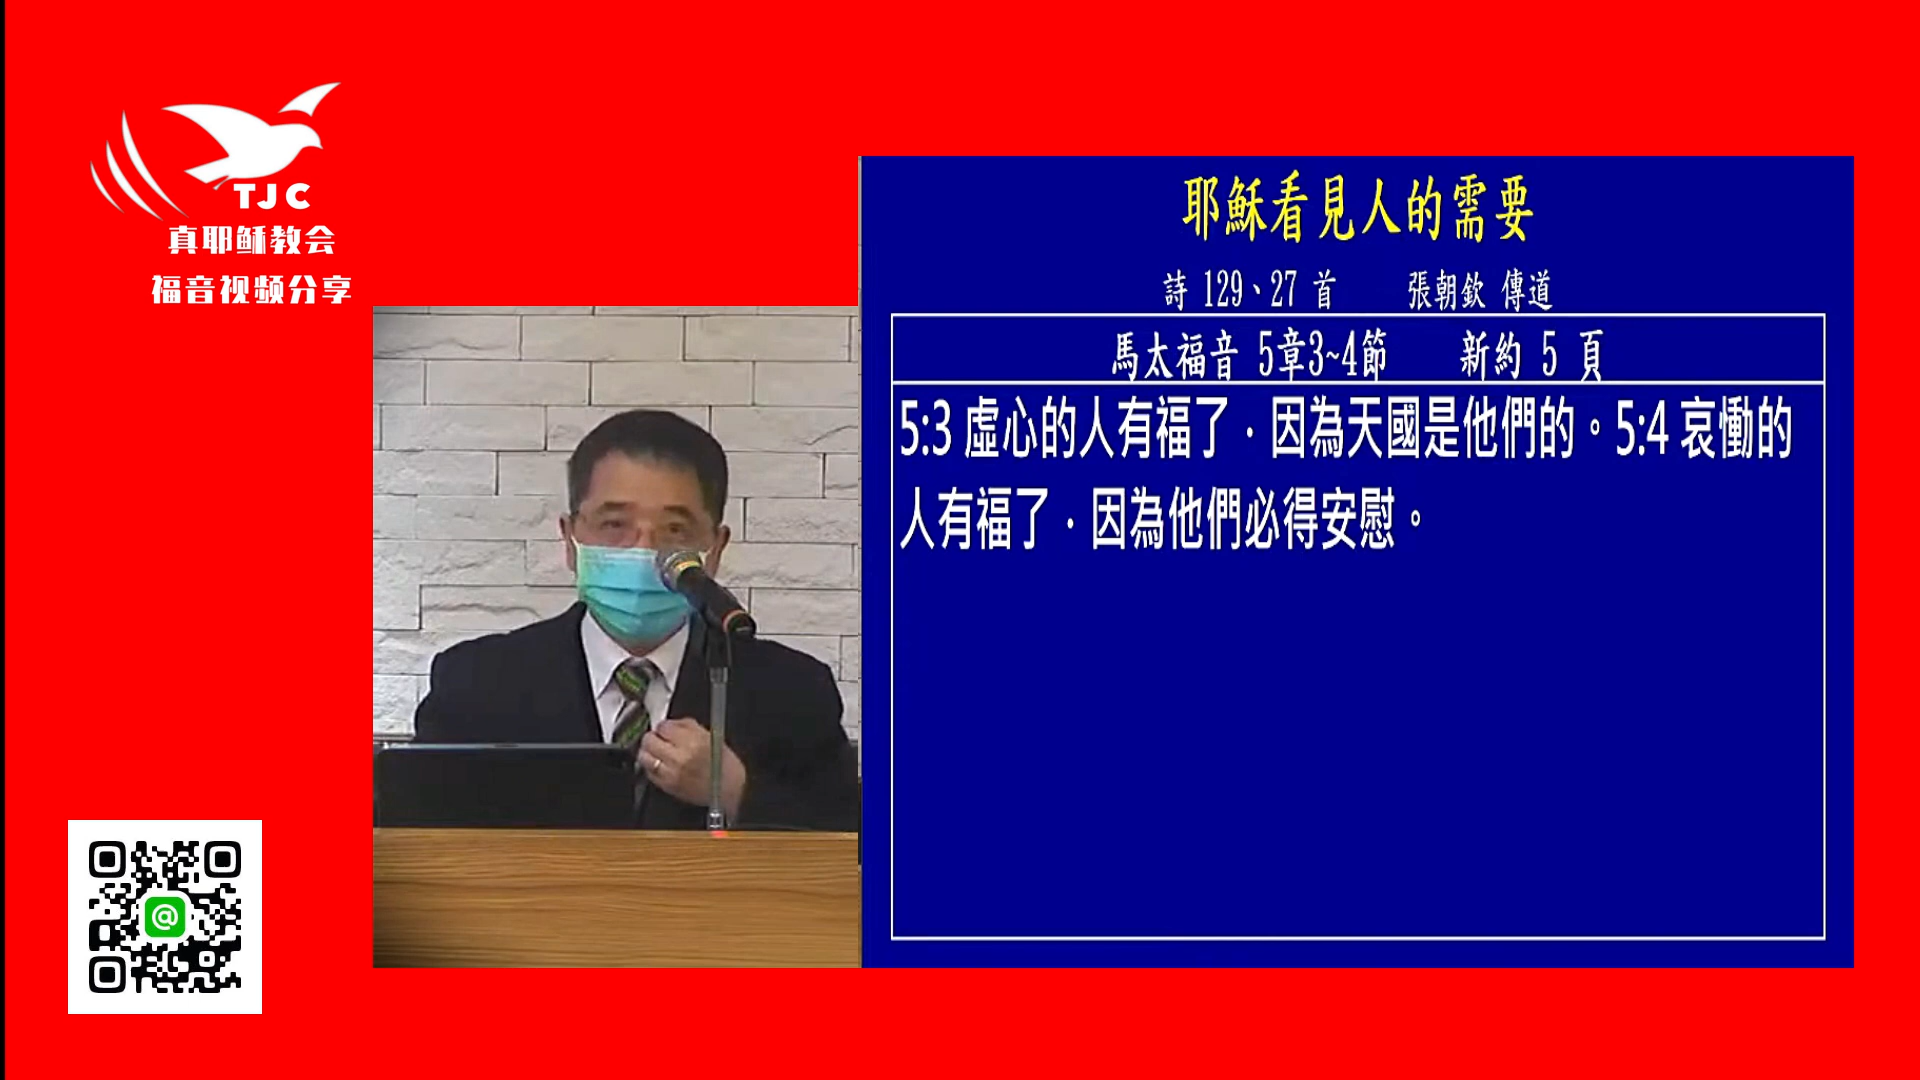 TJC
真耶稣教会
福音视频分享
耶穌看見人的需要
詩 129、27 首 張朝欽 傳道
馬太福音 5章3~4節 新約 5 頁
5:3 虛心的人有福了．因為天國是他們的。5:4 哀慟的
人有福了．因為他們必得安慰。
@